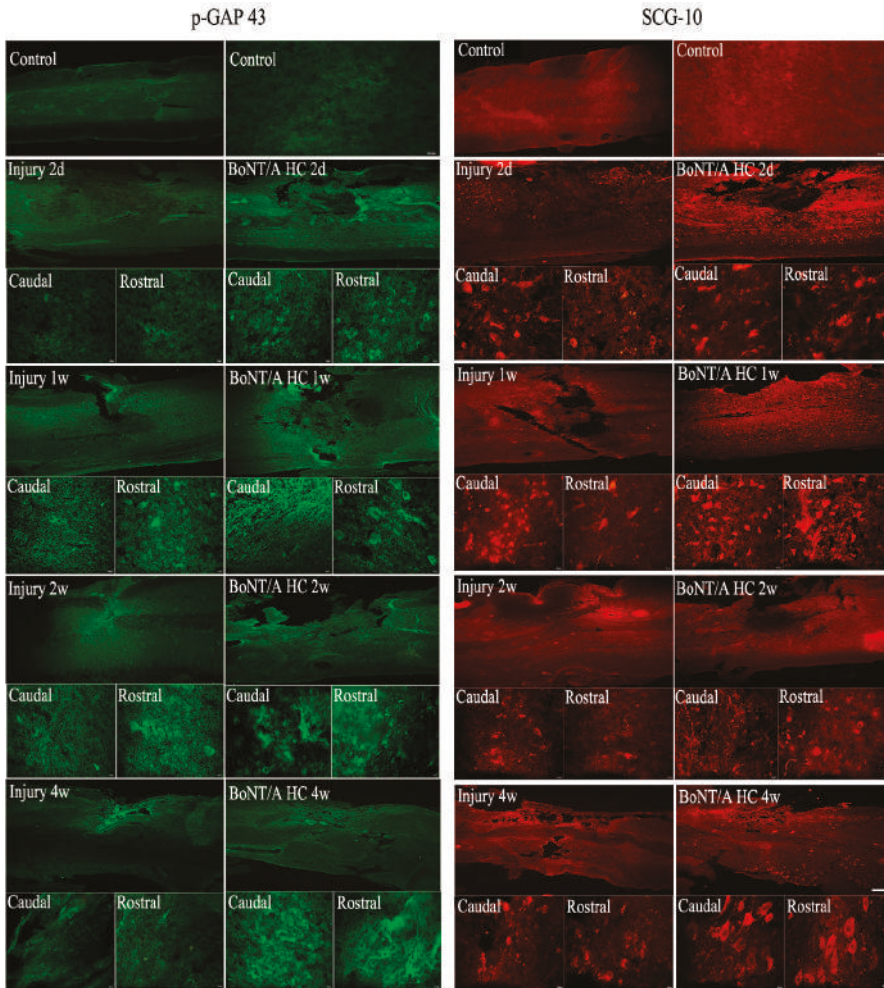 p-GAP 43
SCG-10
Control
Control
Control
Control
Injury 2d
BoNT/A HC 2d
Injury 2d
BoNT/A HC 2d
Caudal
Rostral
Caudal
Rostral
Caudal
Rostral
Caudal
Rostral
Injury 1w
BoNT/A HC 1w
Injury 1w
BoNT/A HC 1w
Caudal
Rostral
Caudal
Rostral
Caudal
Rostral
Caudal
Rostral
Injury 2w
BoNT/A HC 2w
Injury 2w
BoNT/A HC 2w
Caudal
Rostral
Caudal
Rostral
Caudal
Rostral
Caudal
Rostral
Injury 4w
BoNT/A HC 4w
Injury 4w
BoNT/A HC 4w
Caudal
Rostral
Caudal
Rostral
Caudal
Rostral
Caudal
Rostral